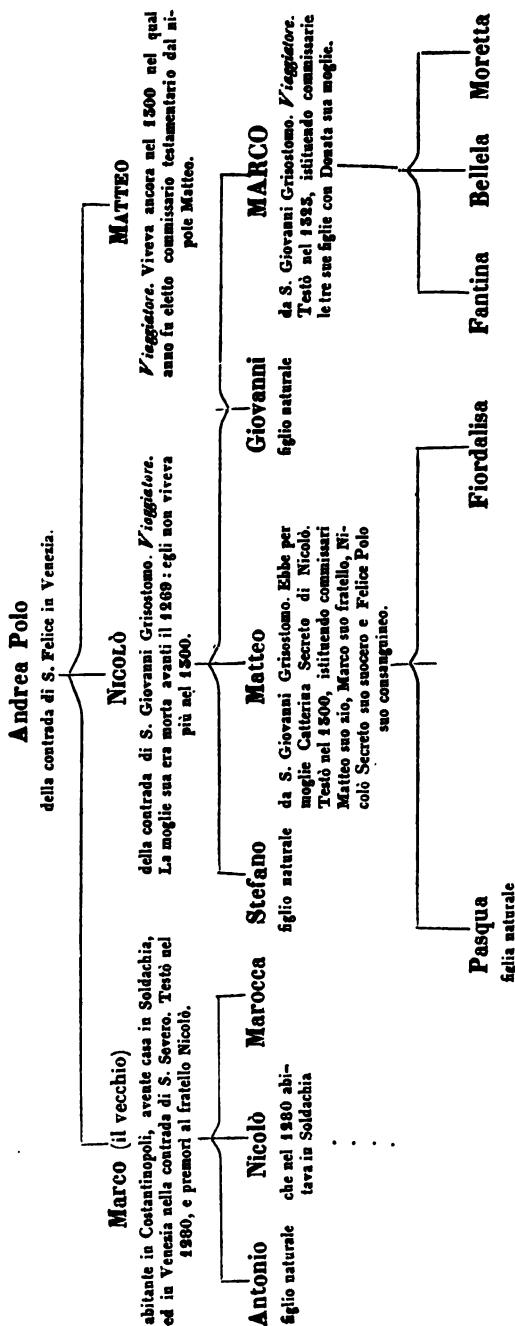 Andrea Polo
della contrada di S. Felice in Venezia.
Marco (il vecchio)
abitante in Costantinopoli, avente casa in Soldachia,
ed in Venezia nella contrada di S. Severo. Testò nel
1280, e premorì al fratello Nicolò.
NICOLÒ
della contrada di S. Giovanni Grisostomo. Viaggiatore.
La moglie sua era morta avanti il 1269: egli non viveva
più nel 1300.
MATTEO
Viaggiatore. Viveva ancora nel 1300 nel qual
anno fu eletto commissario testamentario dal ni-
pole Matteo.
Antonio
figlio naturale
Nicolò
che nel 1280 abi-
tava in Soldachia
. . . .
Marocca
Stefano
figlio naturale
Matteo
da S. Giovanni Grisostomo. Ebbe per
moglie Catterina Secreto di Nicolò.
Testò nel 1300, istituendo commissari
Matteo suo zio, Marco suo fratello, Ni-
colò Secreto suo suocero e Felice Polo
suo consanguineo.
Giovanni
figlio naturale
MARCO
da S. Giovanni Grisostomo. Viaggiatore.
Testò nel 1323, istituendo commissarie
le tre sue figlie con Donata sua moglie.
Pasqua
figlia naturale
Fiordalisa
Fantina
Bellela
Moretta